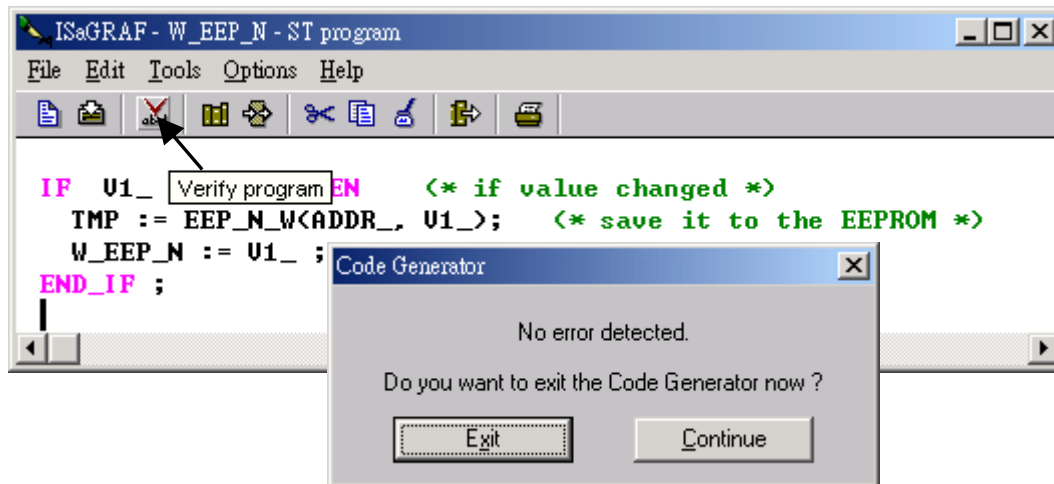 ISaGRAF - W_EEP_N - ST program
File Edit Tools Options Help
IF V1_ Verify program EN (* if value changed *)
TMP := EEP_N_W(ADDR_, V1_); (* save it to the EEPROM *)
W_EEP_N := V1_ ;
END_IF ;
Code Generator
No error detected.
Do you want to exit the Code Generator now ?
Exit Continue